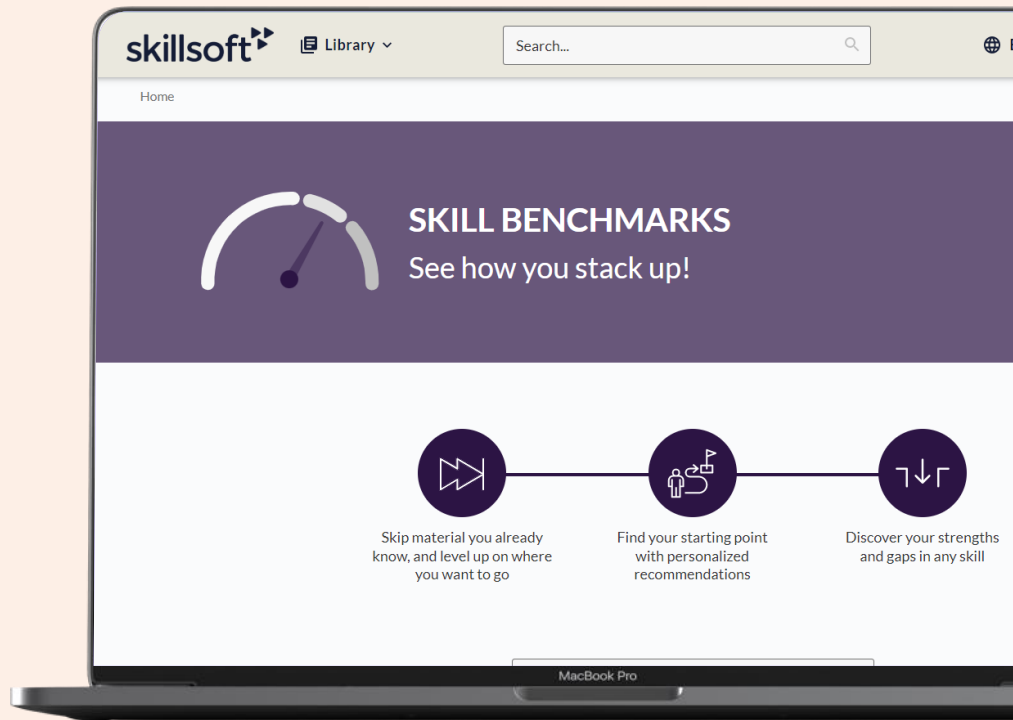 skillsoft
Library
Search...
Home
SKILL BENCHMARKS
See how you stack up!
Skip material you already
know, and level up on where
you want to go
Find your starting point
with personalized
recommendations
Discover your strengths
and gaps in any skill
MacBook Pro